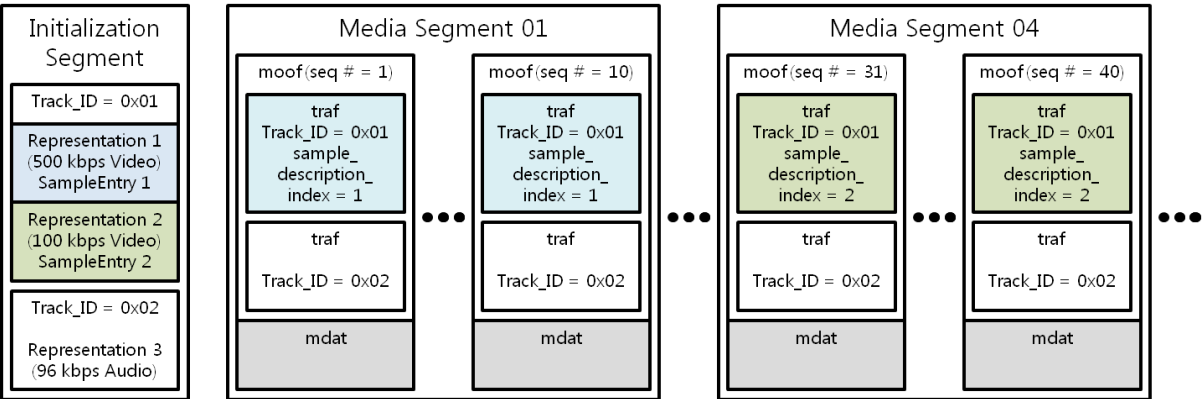 Initialization
Segment
Track_ID = 0x01
Representation 1
(500 kbps Video)
SampleEntry 1
Representation 2
(100 kbps Video)
SampleEntry 2
Track_ID = 0x02
Representation 3
(96 kbps Audio)
Media Segment 01
moof(seq # = 1)
traf
Track_ID = 0x01
sample_
description_
index = 1
traf
Track_ID = 0x02
mdat
moof(seq # = 10)
traf
Track_ID = 0x01
sample_
description_
index = 1
traf
Track_ID = 0x02
mdat
Media Segment 04
moof(seq # = 31)
traf
Track_ID = 0x01
sample_
description_
index = 2
traf
Track_ID = 0x02
mdat
moof(seq # = 40)
traf
Track_ID = 0x01
sample_
description_
index = 2
traf
Track_ID = 0x02
mdat